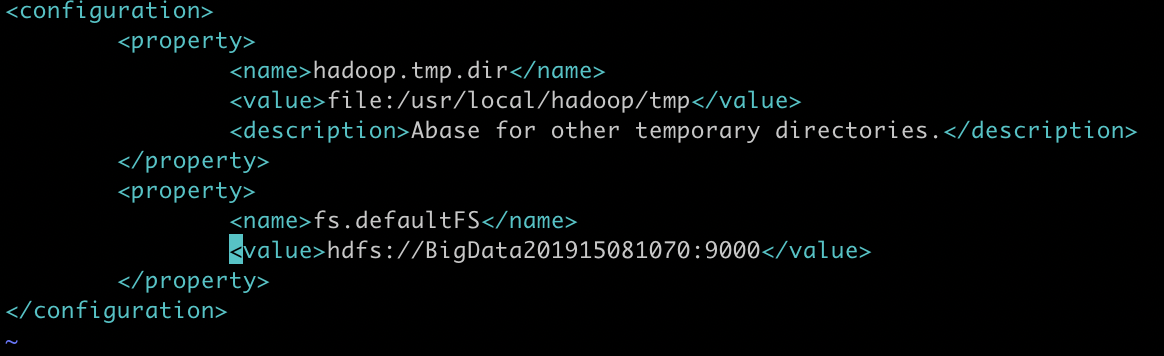 <configuration>
<property>
<name>hadoop.tmp.dir</name>
<value>file:/usr/local/hadoop/tmp</value>
<description>Abase for other temporary directories.</description>
</property>
<property>
<name>fs.defaultFS</name>
<value>hdfs://BigData201915081070:9000</value>
</property>
</configuration>
~